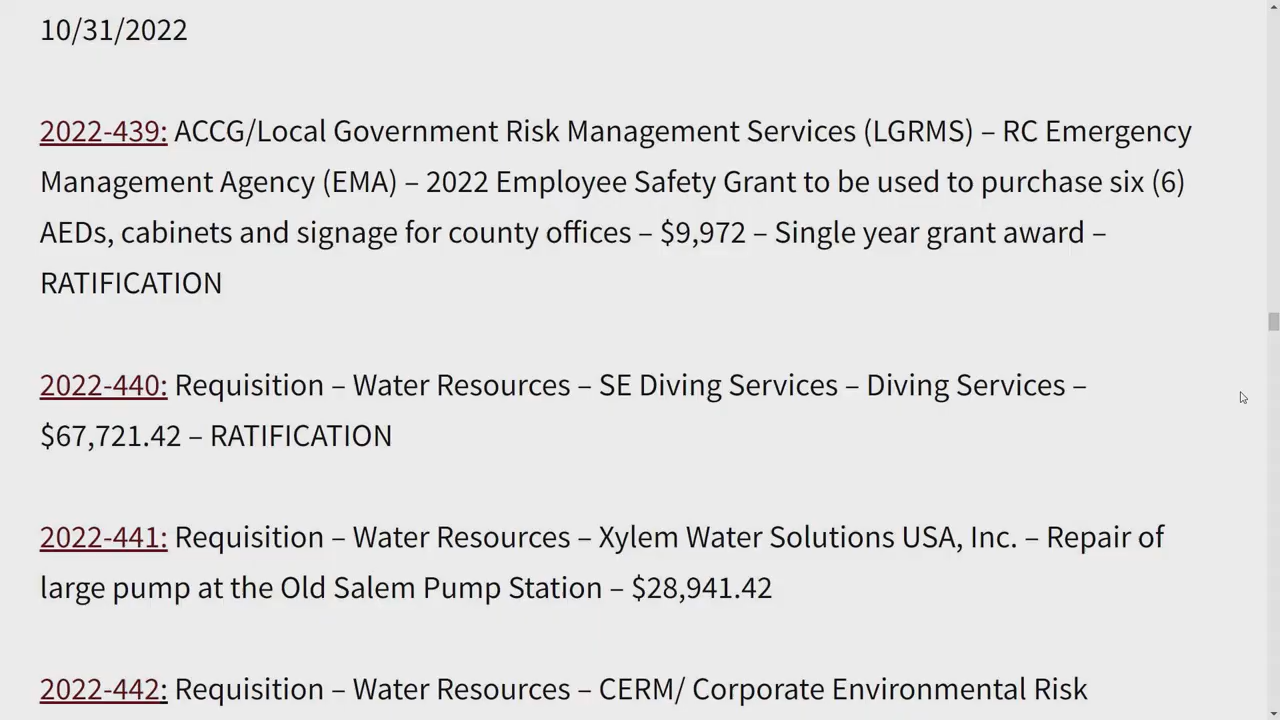 10/31/2022
2022-439: ACCG/Local Government Risk Management Services (LGRMS) – RC Emergency
Management Agency (EMA) – 2022 Employee Safety Grant to be used to purchase six (6)
AEDs, cabinets and signage for county offices – $9,972 – Single year grant award –
RATIFICATION
2022-440: Requisition – Water Resources – SE Diving Services – Diving Services –
$67,721.42 – RATIFICATION
2022-441: Requisition – Water Resources – Xylem Water Solutions USA, Inc. – Repair of
large pump at the Old Salem Pump Station – $28,941.42
2022-442: Requisition – Water Resources – CERM/ Corporate Environmental Risk